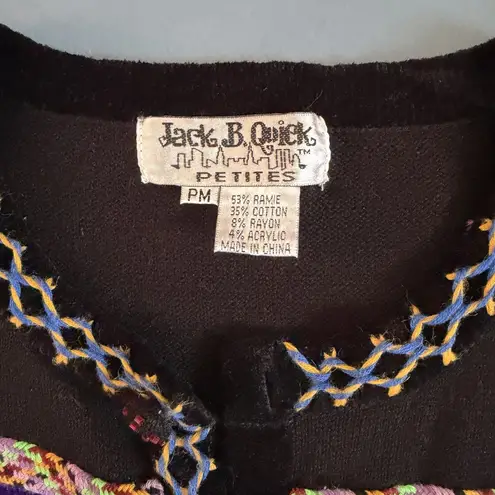 Jack B. Quick
TM
PETITES
PM
53% RAMIE
35% COTTON
8% RAYON
4% ACRYLIC
MADE IN CHINA